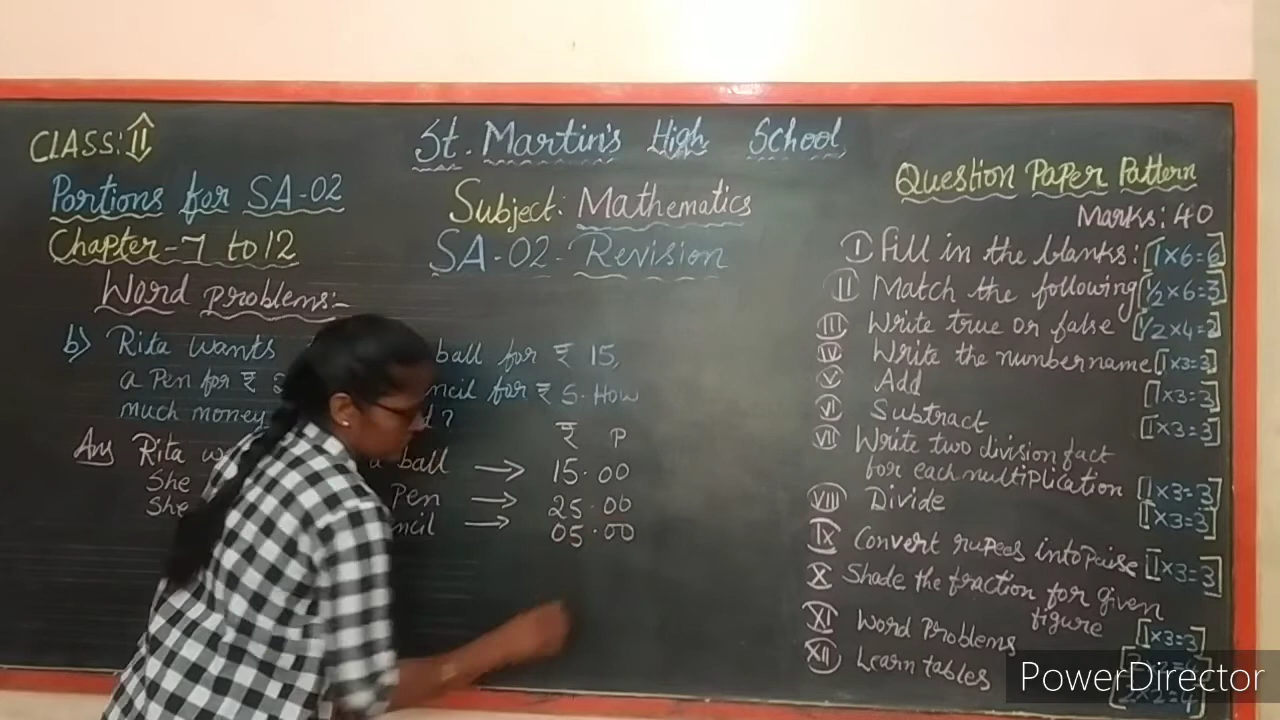 CLASS: II
St. Martin's High School
Portions for SA-02
Subject: Mathematics
Chapter-7 to 12
SA-02- Revision
Word problems:-
b) Rita wants ball for ₹ 15,
a Pen for ₹ ncil for ₹ 5. How
much money d?
₹ P
Ans Rita a ball → 15.00
She Pen → 25.00
She ncil → 05.00
Question Paper Pattern
Marks: 40
I Fill in the blanks: [1×6=6]
II Match the following [1/2×6=3]
III Write true or false [1/2×4=2]
IV Write the number name [1×3=3]
V Add [1×3=3]
VI Subtract [1×3=3]
VII Write two division fact
for each multiplication [1×3=3]
VIII Divide [1×3=3]
IX Convert rupees into paise [1×3=3]
X Shade the fraction for given
figure [1×3=3]
XI Word Problems
XII Learn tables [2×2=4]
PowerDirector